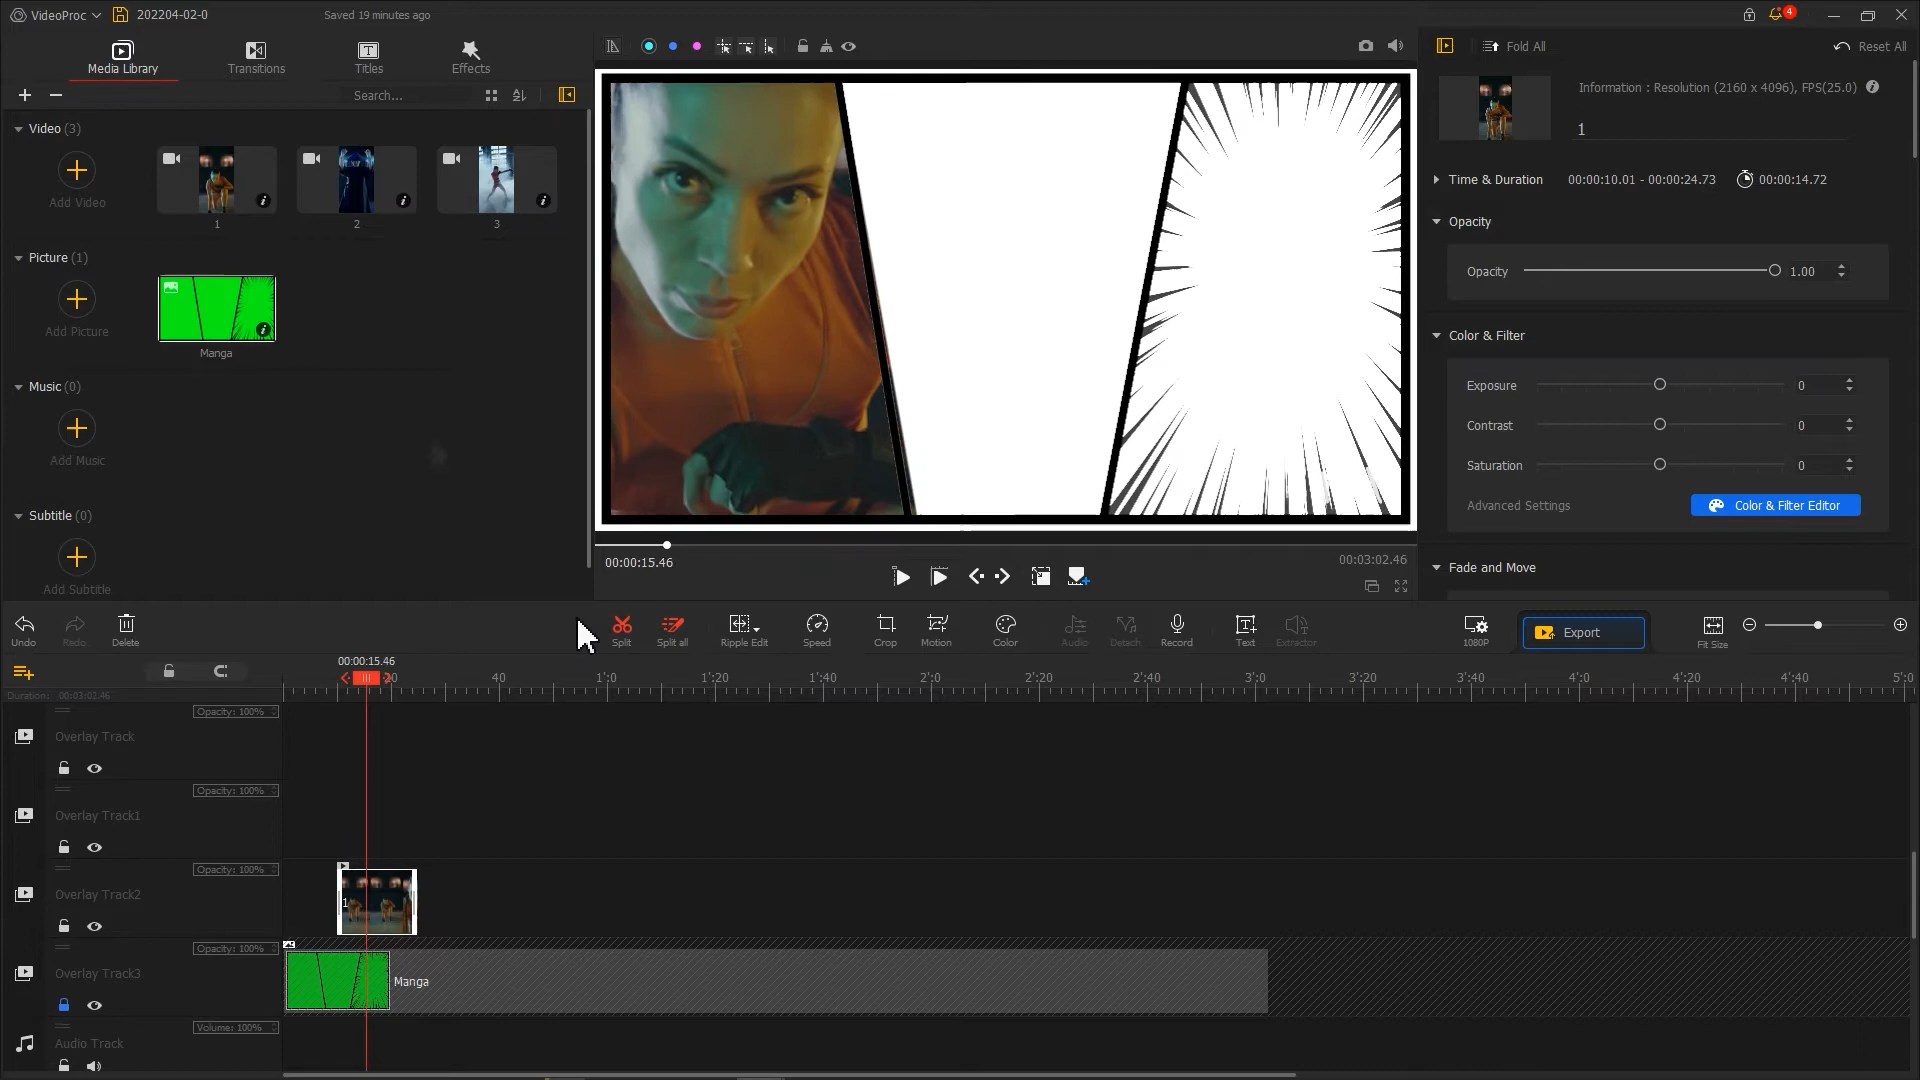 VideoProc
202204-02-0
Saved 19 minutes ago
4
Media Library
Transitions
Titles
Effects
Fold All
Reset All
Search...
Information : Resolution (2160 x 4096), FPS(25.0)
1
Video (3)
Add Video
1
2
3
Time & Duration
00:00:10.01 - 00:00:24.73
00:00:14.72
Opacity
Opacity
1.00
Picture (1)
Add Picture
Manga
Color & Filter
Exposure
0
Contrast
0
Saturation
0
Advanced Settings
Color & Filter Editor
Music (0)
Add Music
Subtitle (0)
Add Subtitle
Fade and Move
00:00:15.46
00:03:02.46
Undo
Redo
Delete
Split
Split all
Ripple Edit
Speed
Crop
Motion
Color
Audio
Detach
Record
Text
Extractor
1080P
Export
Fit Size
00:00:15.46
20
40
1':0
1':20
1':40
2':0
2':20
2':40
3':0
3':20
3':40
4':0
4':20
4':40
5':0
Duration: 00:03:02.46
Opacity: 100%
Overlay Track
Opacity: 100%
Overlay Track1
Opacity: 100%
Overlay Track2
1
Opacity: 100%
Overlay Track3
Manga
Volume: 100%
Audio Track